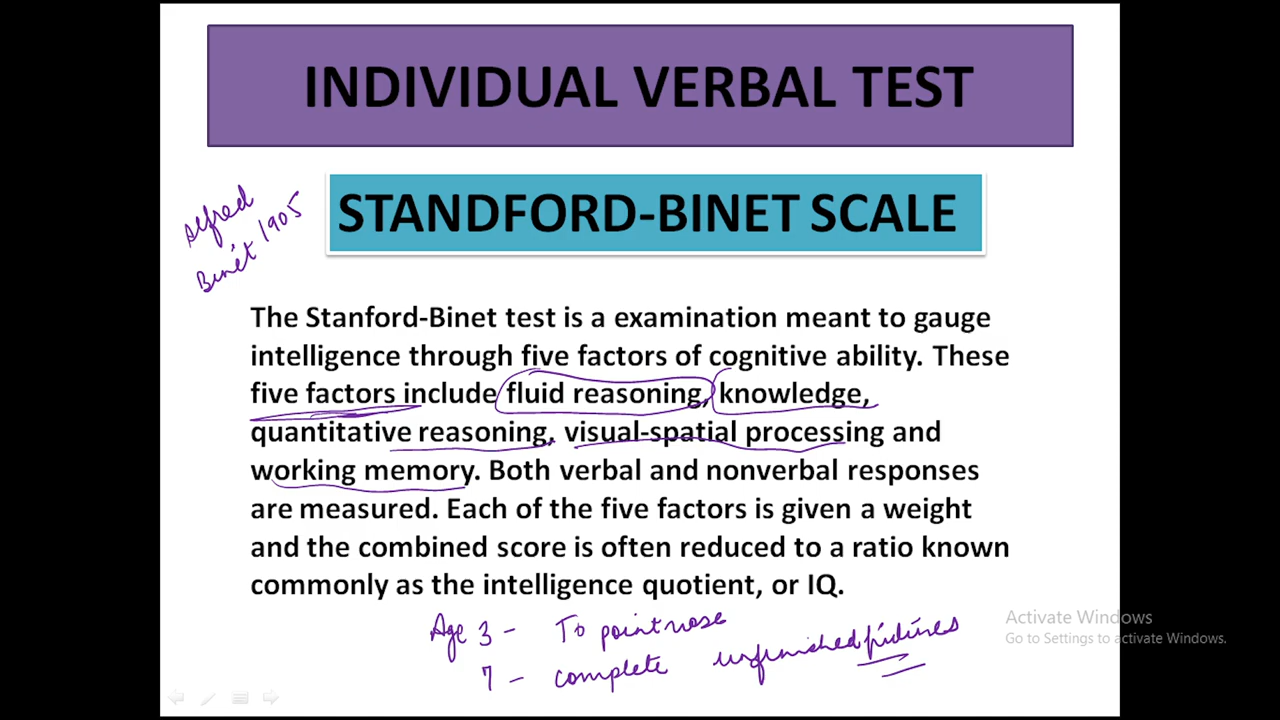 INDIVIDUAL VERBAL TEST
STANDFORD-BINET SCALE
Alfred
Binet 1905
The Stanford-Binet test is a examination meant to gauge
intelligence through five factors of cognitive ability. These
five factors include fluid reasoning, knowledge,
quantitative reasoning, visual-spatial processing and
working memory. Both verbal and nonverbal responses
are measured. Each of the five factors is given a weight
and the combined score is often reduced to a ratio known
commonly as the intelligence quotient, or IQ.
Age 3 - To point nose
7 - complete unfinished pictures
Activate Windows
Go to Settings to activate Windows.